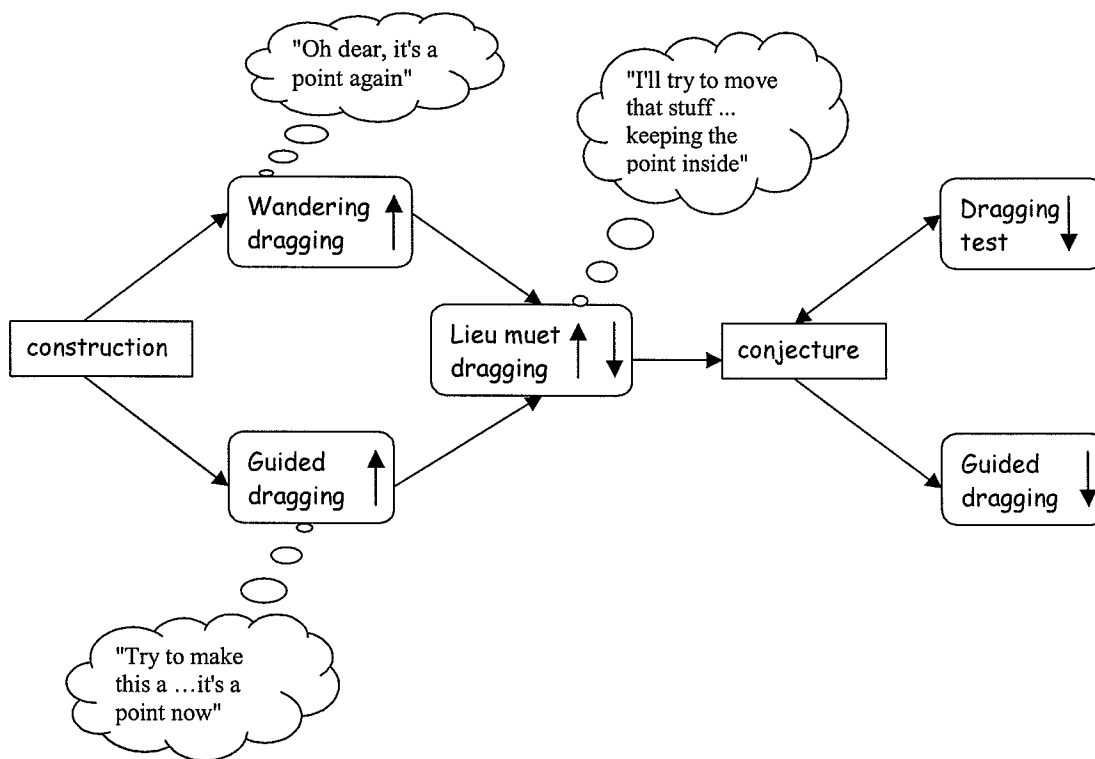 "Oh dear, it's a
point again"
"I'll try to move
that stuff ...
keeping the
point inside"
Wandering
dragging
Dragging
test
construction
Lieu muet
dragging
conjecture
Guided
dragging
Guided
dragging
"Try to make
this a ...it's a
point now"